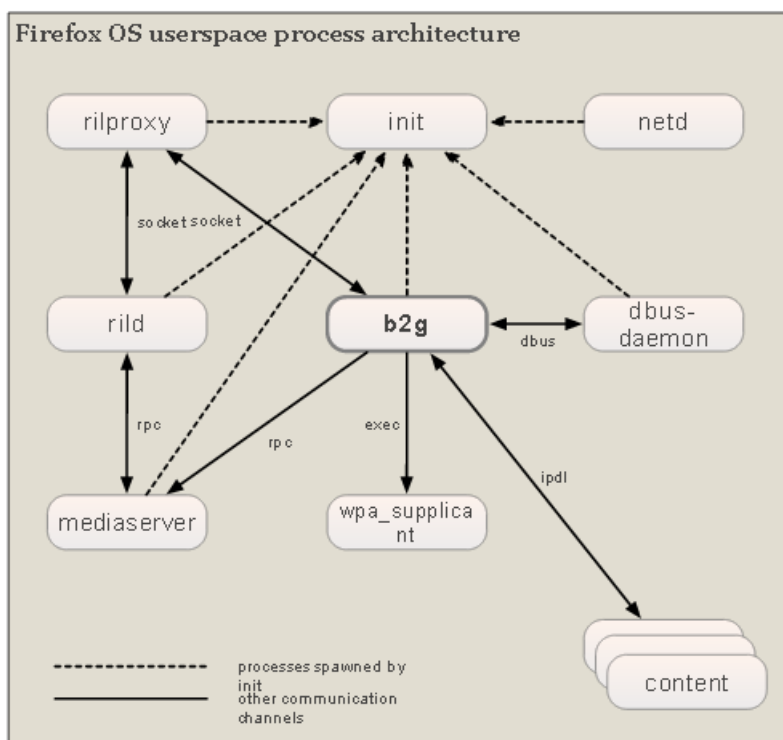 Firefox OS userspace process architecture
rilproxy
init
netd
socket
socket
rild
b2g
dbus
dbus-
daemon
rpc
rpc
exec
ipdl
mediaserver
wpa_supplica
nt
content
processes spawned by
init
other communication
channels